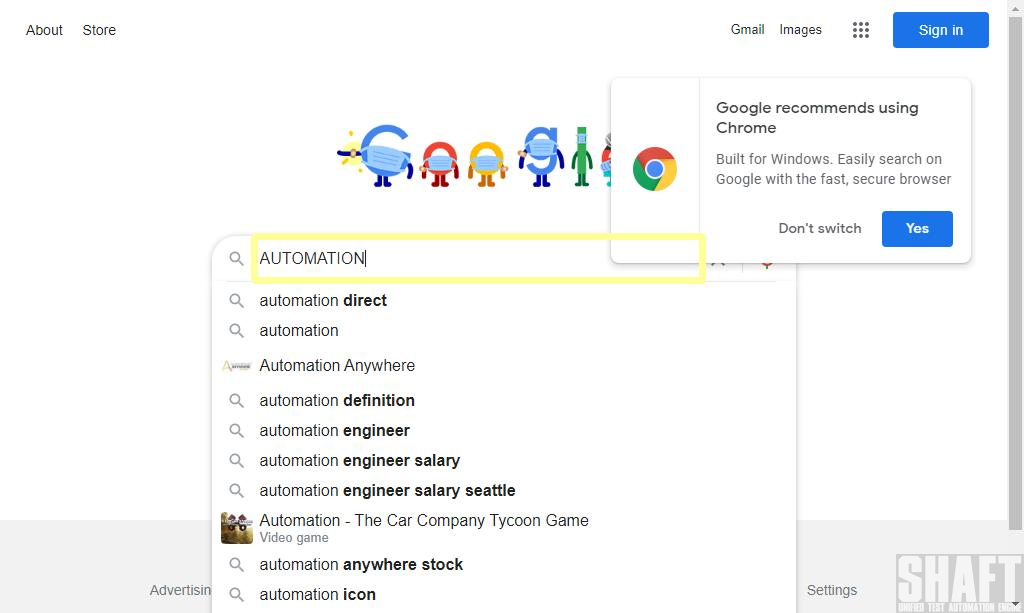 About Store
Gmail Images
Sign in
Google recommends using
Chrome
Built for Windows. Easily search on
Google with the fast, secure browser
Don't switch
Yes
AUTOMATION
automation direct
automation
Automation Anywhere
automation definition
automation engineer
automation engineer salary
automation engineer salary seattle
Automation - The Car Company Tycoon Game
Video game
automation anywhere stock
automation icon
Advertisin
Settings
SHAFT
UNIFIED TEST AUTOMATION ENGINE